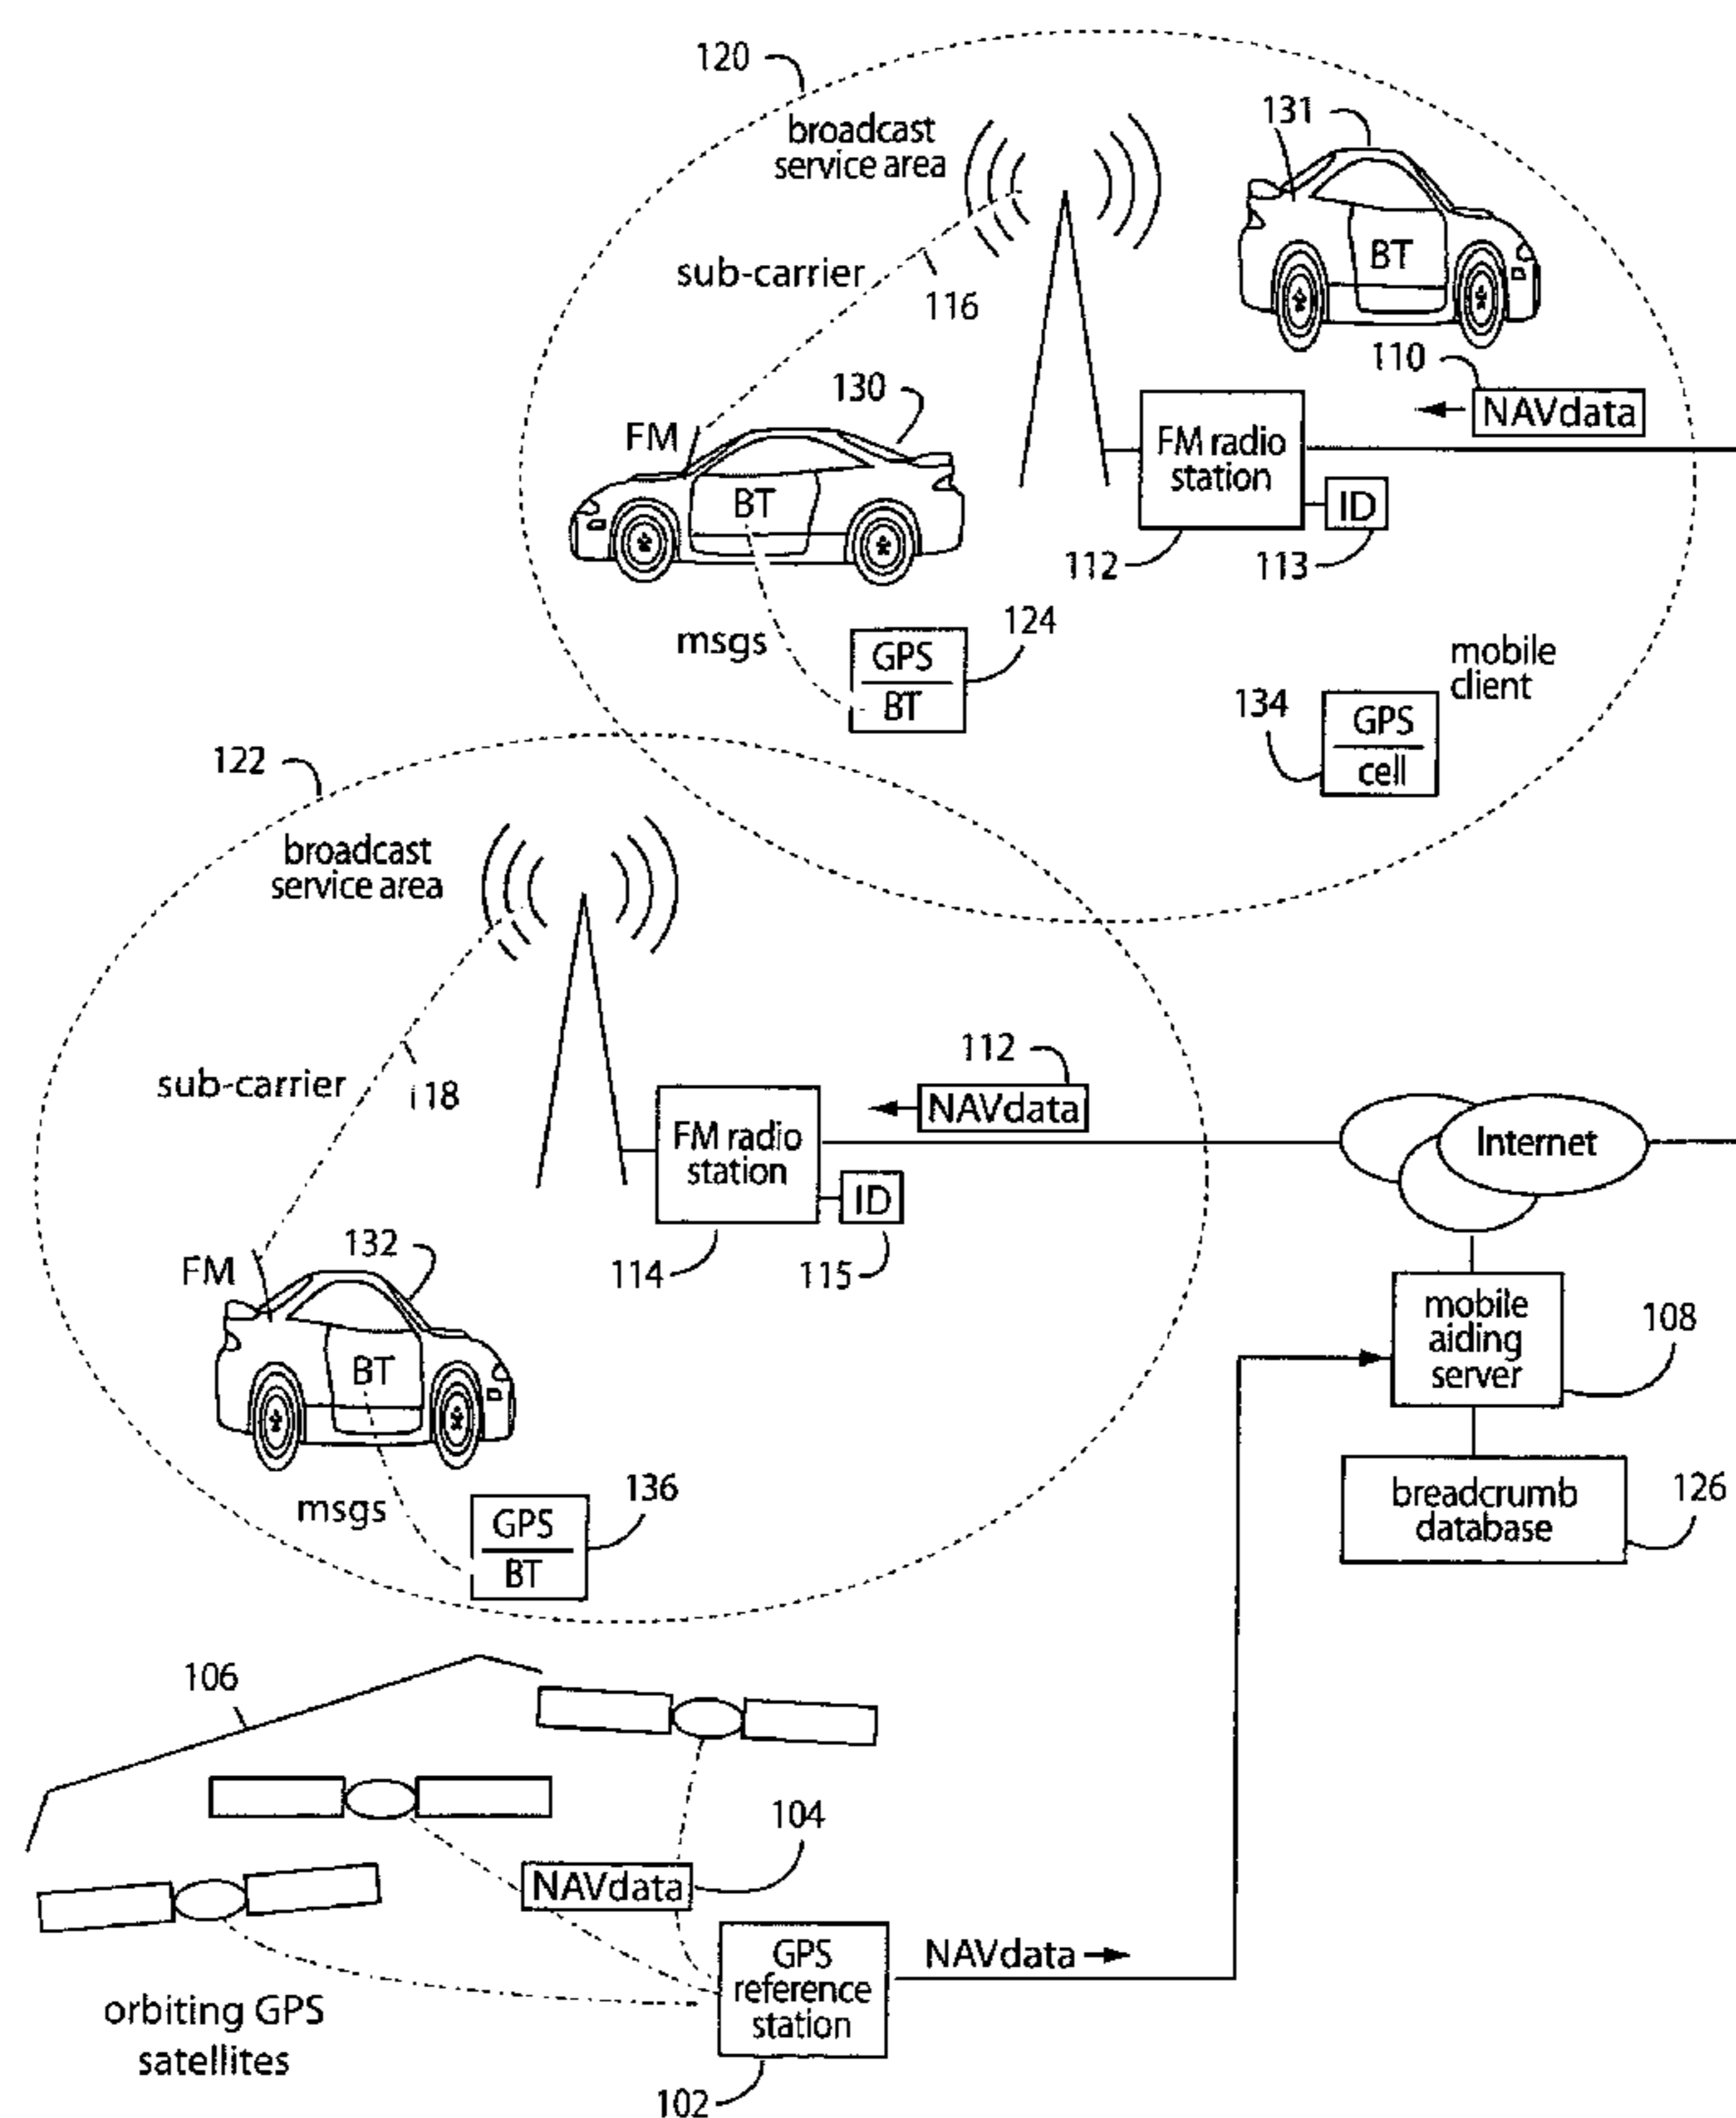 120
broadcast
service area
131
sub-carrier
116
BT
110
NAVdata
130
FM
BT
FM radio
station
ID
112
113
msgs
124
GPS
BT
mobile
client
134
GPS
cell
122
broadcast
service area
sub-carrier
118
112
NAVdata
FM radio
station
ID
114
115
Internet
FM
132
BT
mobile
aiding
server
108
msgs
136
GPS
BT
breadcrumb
database
126
106
104
NAVdata
GPS
reference
station
NAVdata
orbiting GPS
satellites
102